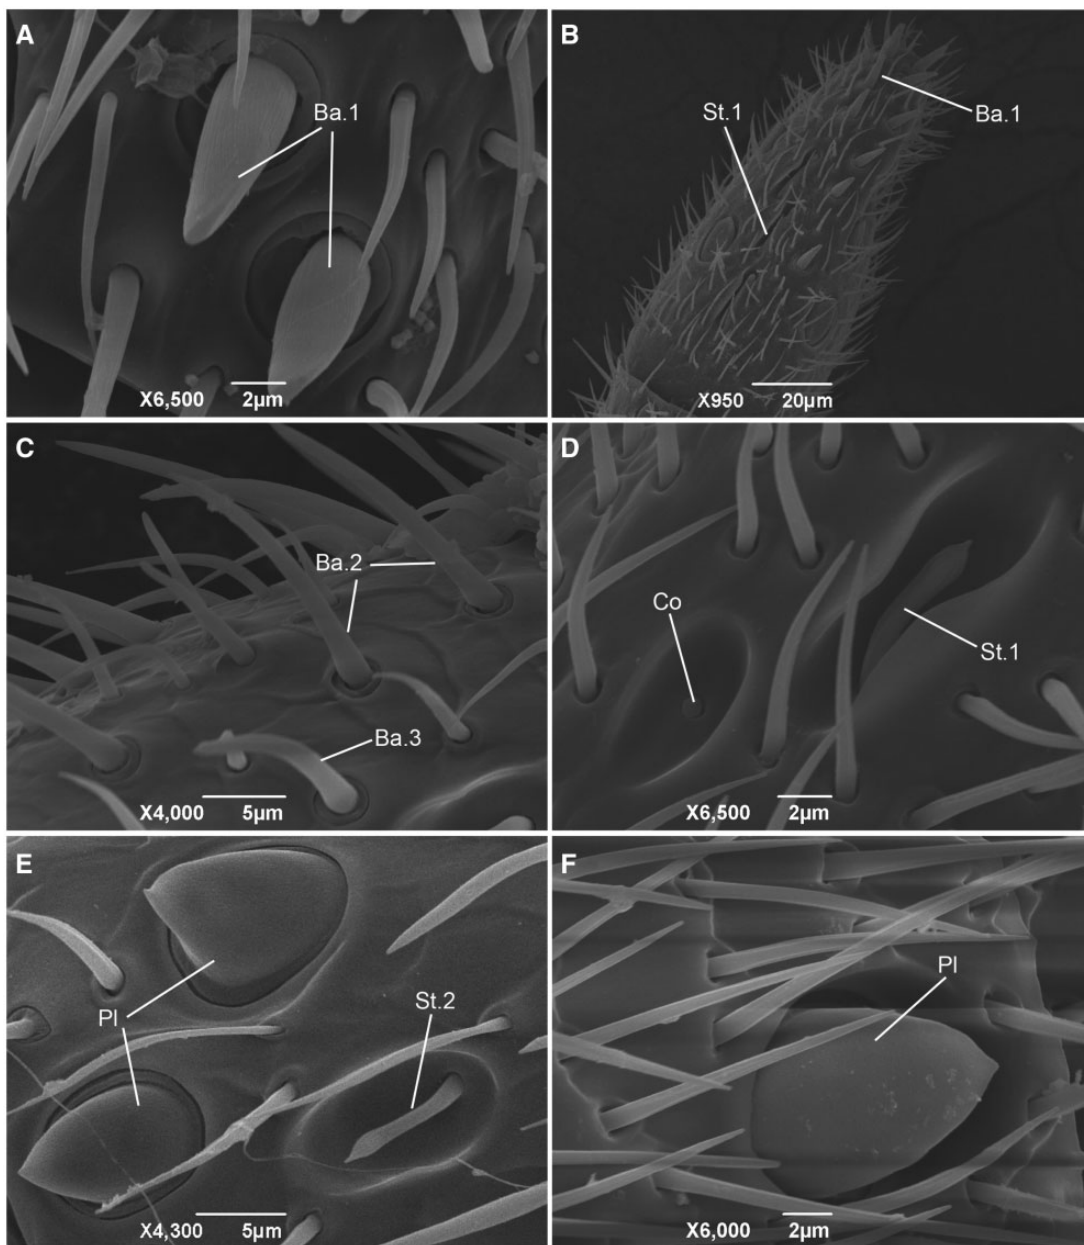 A
Ba.1
X6,500 2µm
B
St.1
Ba.1
X950 20µm
C
Ba.2
Ba.3
X4,000 5µm
D
Co
St.1
X6,500 2µm
E
Pl
St.2
X4,300 5µm
F
Pl
X6,000 2µm